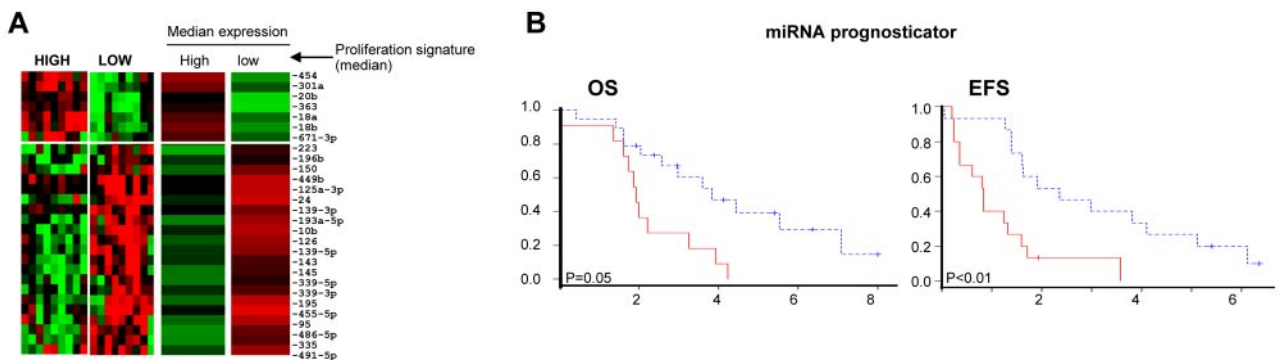 A
Median expression
HIGH LOW High low
Proliferation signature
(median)
-454
-301a
-20b
-363
-18a
-18b
-671-3p
-223
-196b
-150
-449b
-125a-3p
-24
-139-3p
-193a-5p
-10b
-126
-139-5p
-143
-145
-339-5p
-339-3p
-195
-455-5p
-95
-486-5p
-335
-491-5p
B
miRNA prognosticator
OS
1.0
0.8
0.6
0.4
0.2
0.0
P=0.05
2 4 6 8
EFS
1.0
0.8
0.6
0.4
0.2
0.0
P<0.01
2 4 6